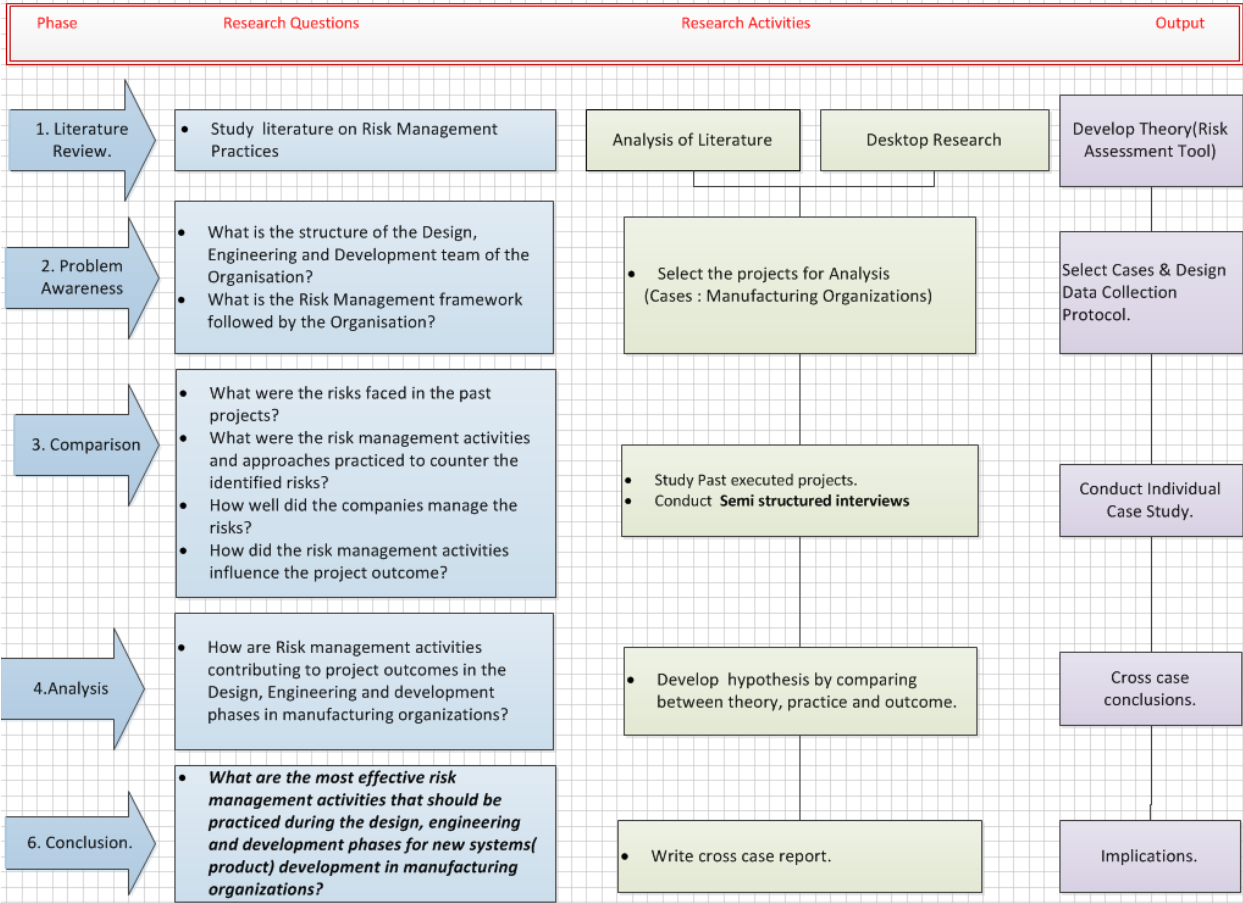 Phase
Research Questions
Research Activities
Output
1. Literature
Review.
• Study literature on Risk Management
Practices
Analysis of Literature
Desktop Research
Develop Theory(Risk
Assessment Tool)
2. Problem
Awareness
• What is the structure of the Design,
Engineering and Development team of the
Organisation?
• What is the Risk Management framework
followed by the Organisation?
• Select the projects for Analysis
(Cases : Manufacturing Organizations)
Select Cases & Design
Data Collection
Protocol.
3. Comparison
• What were the risks faced in the past
projects?
• What were the risk management activities
and approaches practiced to counter the
identified risks?
• How well did the companies manage the
risks?
• How did the risk management activities
influence the project outcome?
• Study Past executed projects.
• Conduct Semi structured interviews
Conduct Individual
Case Study.
4.Analysis
• How are Risk management activities
contributing to project outcomes in the
Design, Engineering and development
phases in manufacturing organizations?
• Develop hypothesis by comparing
between theory, practice and outcome.
Cross case
conclusions.
6. Conclusion.
• What are the most effective risk
management activities that should be
practiced during the design, engineering
and development phases for new systems(
product) development in manufacturing
organizations?
• Write cross case report.
Implications.